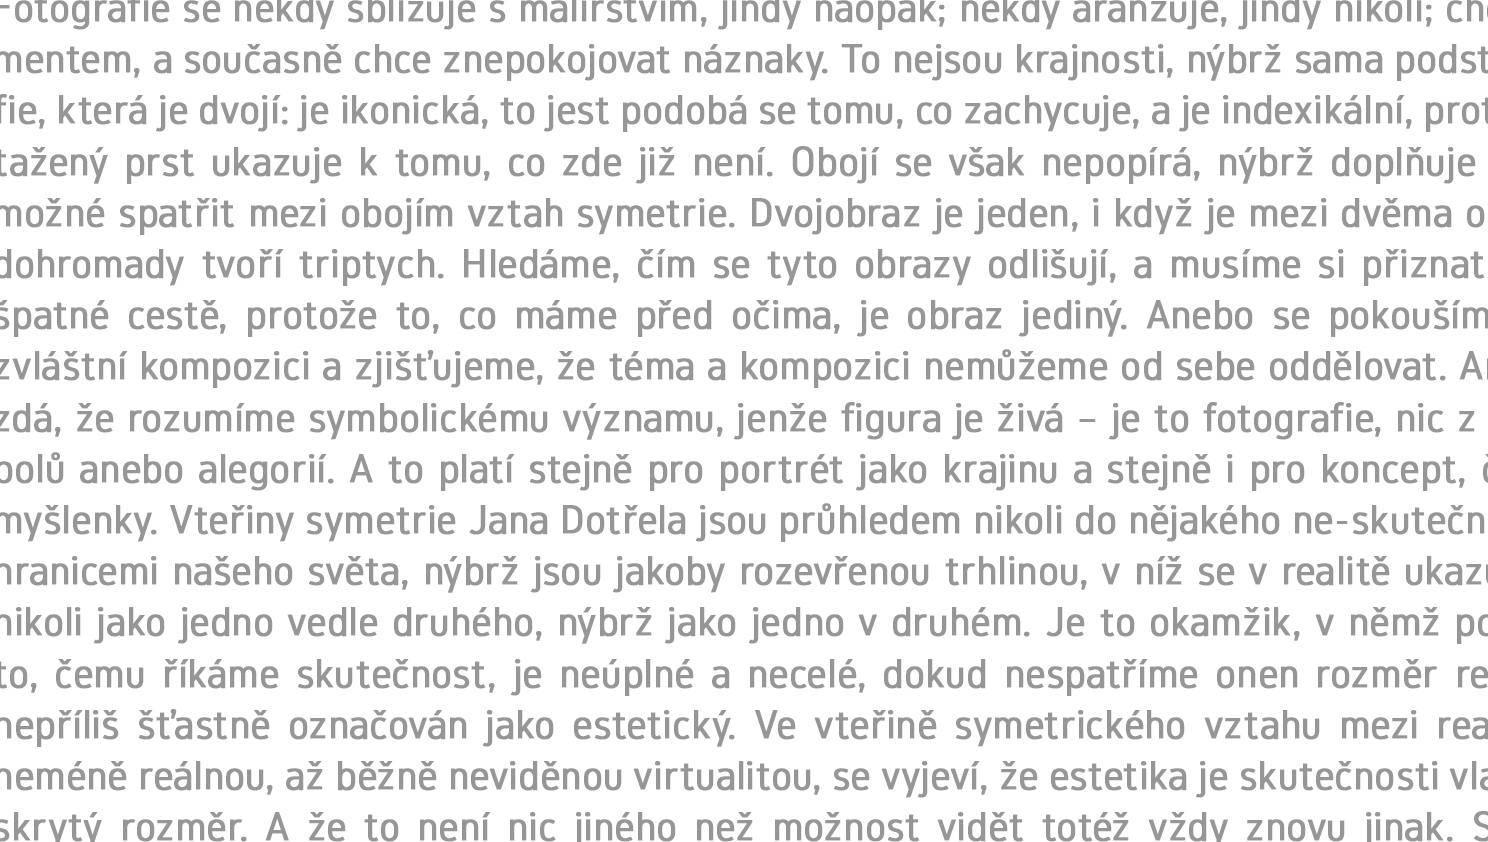 Fotografie se někdy sbližuje s malířstvím, jindy naopak; někdy aranžuje, jindy nikoli;
mentem, a současně chce znepokojovat náznaky. To nejsou krajnosti, nýbrž sama podst
fie, která je dvojí: je ikonická, to jest podobá se tomu, co zachycuje, a je indexikální, prot
tažený prst ukazuje k tomu, co zde již není. Obojí se však nepopírá, nýbrž doplňuje
možné spatřit mezi obojím vztah symetrie. Dvojobraz je jeden, i když je mezi dvěma o
dohromady tvoří triptych. Hledáme, čím se tyto obrazy odlišují, a musíme si přiznat
špatné cestě, protože to, co máme před očima, je obraz jediný. Anebo se pokouším
zvláštní kompozici a zjišťujeme, že téma a kompozici nemůžeme od sebe oddělovat. A
zdá, že rozumíme symbolickému významu, jenže figura je živá – je to fotografie, nic z
bolů anebo alegorií. A to platí stejně pro portrét jako krajinu a stejně i pro koncept, č
myšlenky. Vteřiny symetrie Jana Dotřela jsou průhledem nikoli do nějakého ne-skutečn
hranicemi našeho světa, nýbrž jsou jakoby rozevřenou trhlinou, v níž se v realitě ukazu
nikoli jako jedno vedle druhého, nýbrž jako jedno v druhém. Je to okamžik, v němž po
to, čemu říkáme skutečnost, je neúplné a necelé, dokud nespatříme onen rozměr re
nepříliš šťastně označován jako estetický. Ve vteřině symetrického vztahu mezi rea
neméně reálnou, až běžně neviděnou virtualitou, se vyjeví, že estetika je skutečnosti vla
skrytý rozměr. A že to není nic jiného než možnost vidět totéž vždy znovu jinak. S